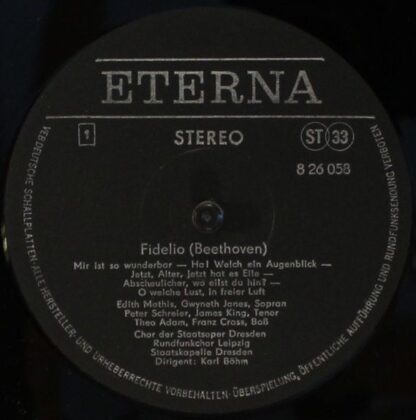 ETERNA
1
STEREO
ST 33
8 26 058
Fidelio (Beethoven)
Mir ist so wunderbar — Ha! Welch ein Augenblick —
Jetzt, Alter, jetzt hat es Eile —
Abscheulicher, wo eilst du hin? —
O welche Lust, in freier Luft
Edith Mathis, Gwyneth Jones, Sopran
Peter Schreier, James King, Tenor
Theo Adam, Franz Crass, Baß
Chor der Staatsoper Dresden
Rundfunkchor Leipzig
Staatskapelle Dresden
Dirigent: Karl Böhm
VEB DEUTSCHE SCHALLPLATTEN · ALLE HERSTELLER- UND URHEBERRECHTE VORBEHALTEN · ÜBERSPIELUNG, ÖFFENTLICHE AUFFÜHRUNG UND RUNDFUNKSENDUNG VERBOTEN